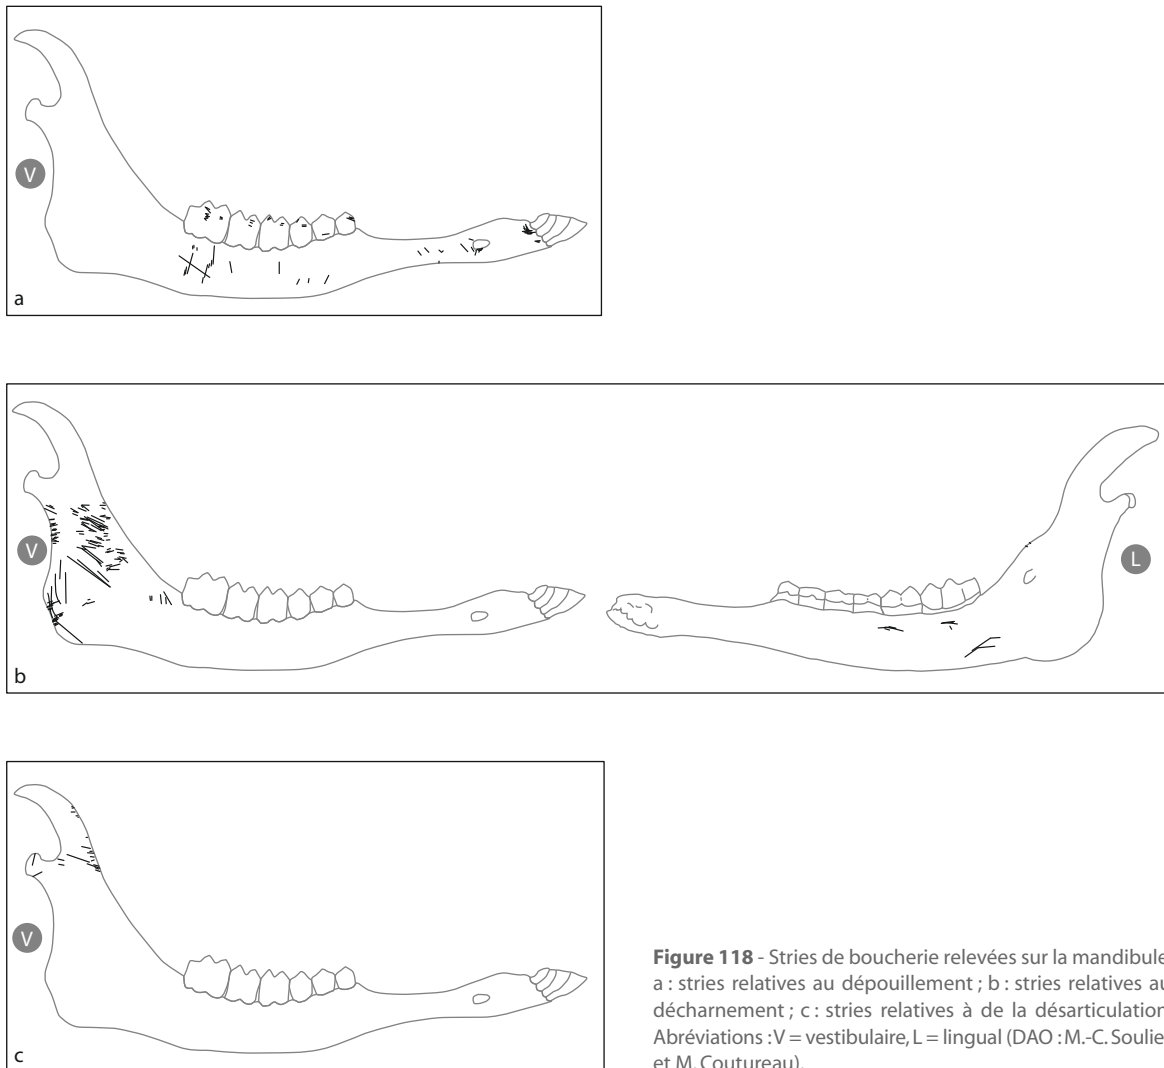 V
a
V
L
b
V
c
Figure 118 - Stries de boucherie relevées sur la mandibule
a : stries relatives au dépouillement ; b : stries relatives au
décharnement ; c : stries relatives à de la désarticulation
Abréviations : V = vestibulaire, L = lingual (DAO : M.-C. Soulie
et M. Coutureau).